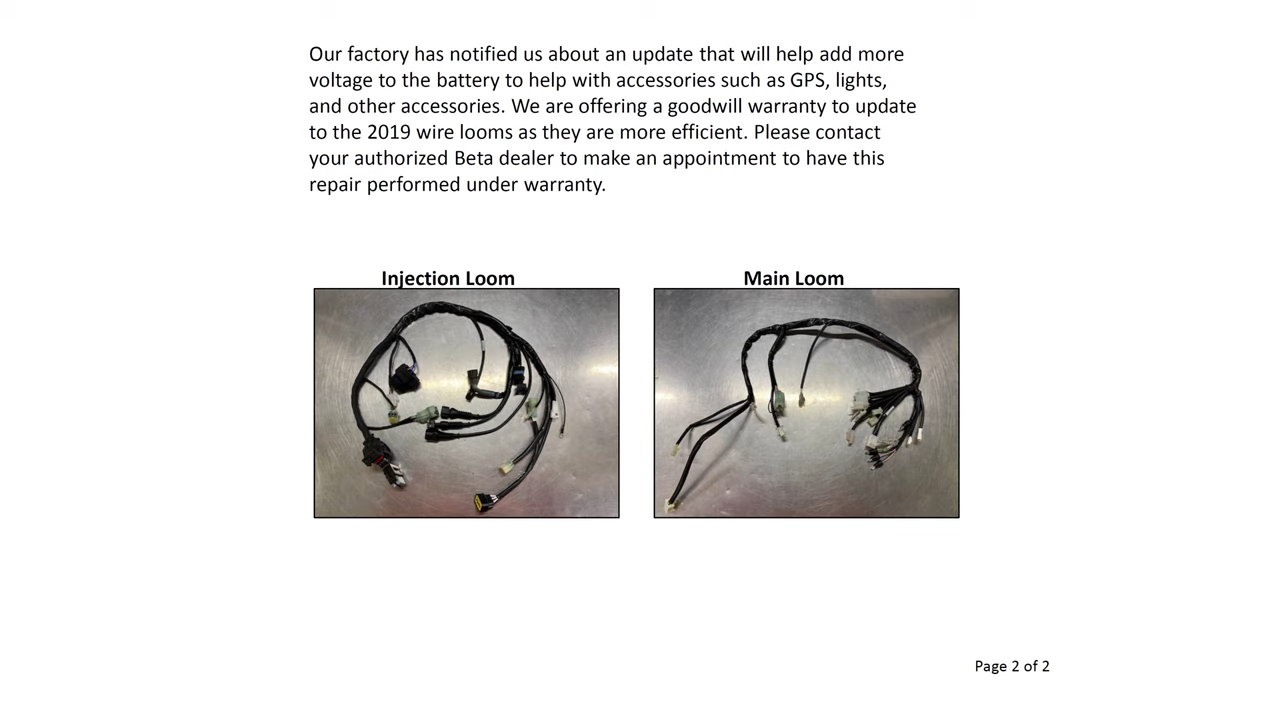 Our factory has notified us about an update that will help add more
voltage to the battery to help with accessories such as GPS, lights,
and other accessories. We are offering a goodwill warranty to update
to the 2019 wire looms as they are more efficient. Please contact
your authorized Beta dealer to make an appointment to have this
repair performed under warranty.
Injection Loom
Main Loom
Page 2 of 2